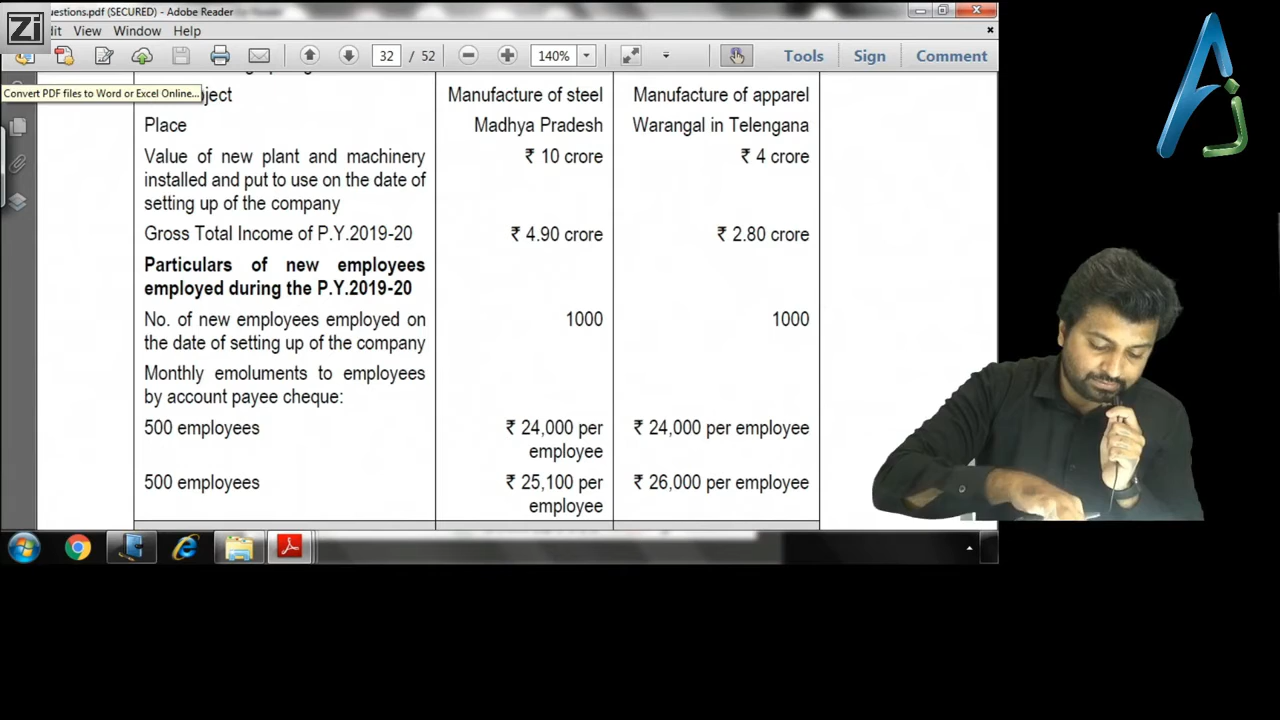 uestions.pdf (SECURED) - Adobe Reader
Zi
dit View Window Help
32 / 52 140% Tools Sign Comment
Convert PDF files to Word or Excel Online...
oject Manufacture of steel Manufacture of apparel
Place Madhya Pradesh Warangal in Telengana
Value of new plant and machinery ₹ 10 crore ₹ 4 crore
installed and put to use on the date of
setting up of the company
Gross Total Income of P.Y.2019-20 ₹ 4.90 crore ₹ 2.80 crore
Particulars of new employees
employed during the P.Y.2019-20
No. of new employees employed on 1000 1000
the date of setting up of the company
Monthly emoluments to employees
by account payee cheque:
500 employees ₹ 24,000 per ₹ 24,000 per employee
employee
500 employees ₹ 25,100 per ₹ 26,000 per employee
employee